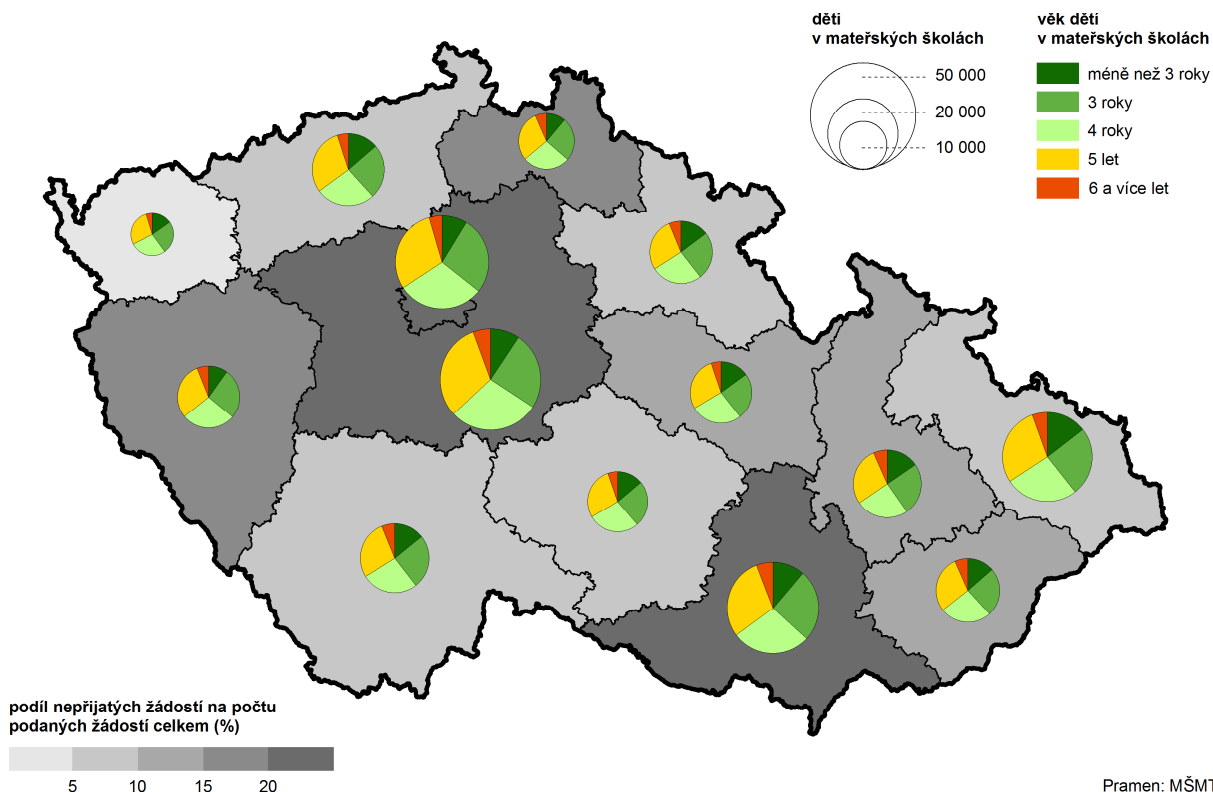 děti
v mateřských školách
50 000
20 000
10 000
věk dětí
v mateřských školách
méně než 3 roky
3 roky
4 roky
5 let
6 a více let
podíl nepřijatých žádostí na počtu
podaných žádostí celkem (%)
5 10 15 20
Pramen: MŠMT